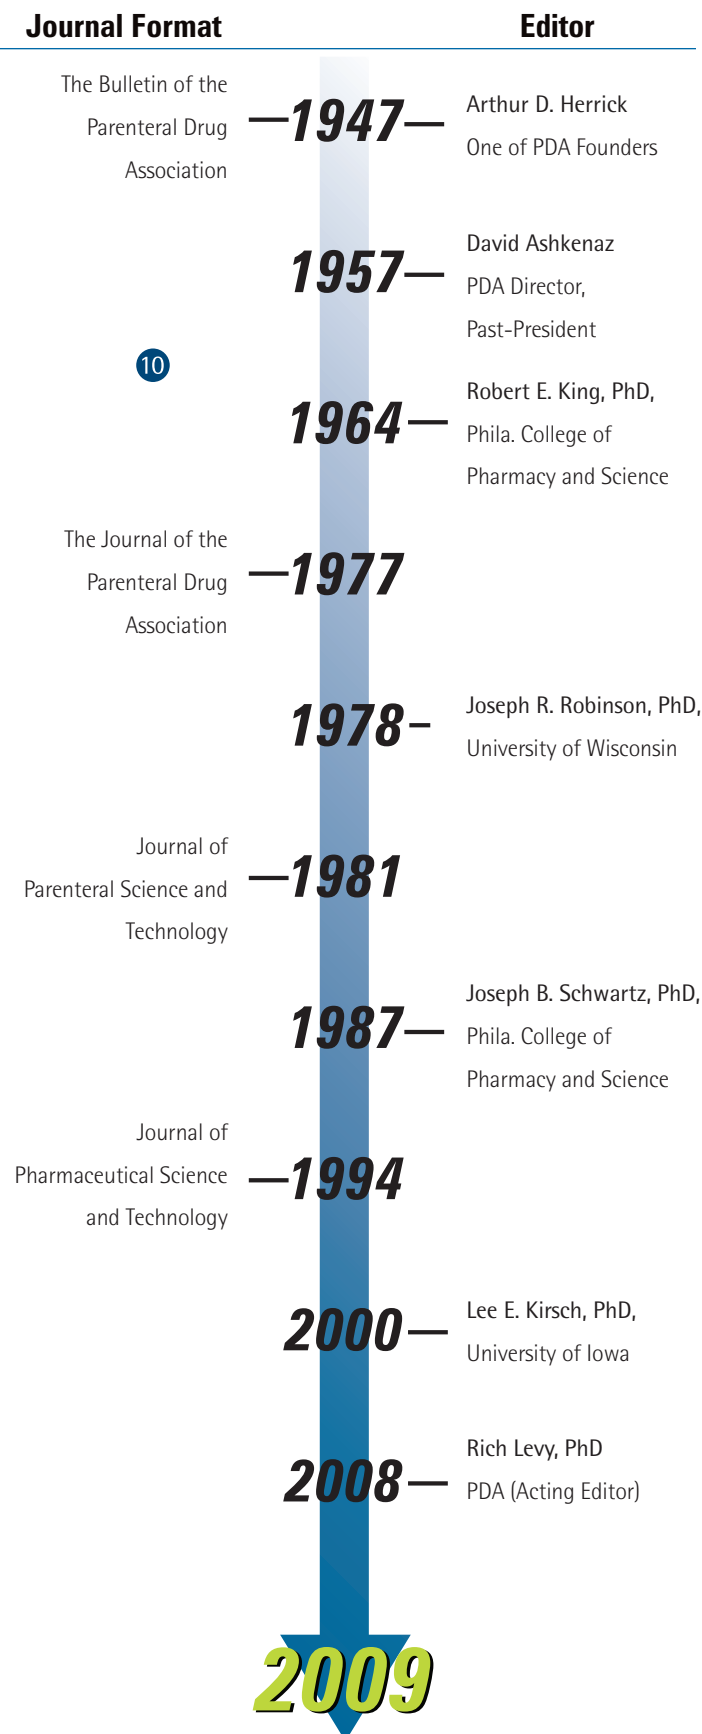 Journal Format
Editor
The Bulletin of the
Parenteral Drug
Association
1947
Arthur D. Herrick
One of PDA Founders
1957
David Ashkenaz
PDA Director,
Past-President
10
1964
Robert E. King, PhD,
Phila. College of
Pharmacy and Science
The Journal of the
Parenteral Drug
Association
1977
1978
Joseph R. Robinson, PhD,
University of Wisconsin
Journal of
Parenteral Science and
Technology
1981
1987
Joseph B. Schwartz, PhD,
Phila. College of
Pharmacy and Science
Journal of
Pharmaceutical Science
and Technology
1994
2000
Lee E. Kirsch, PhD,
University of Iowa
2008
Rich Levy, PhD
PDA (Acting Editor)
2009